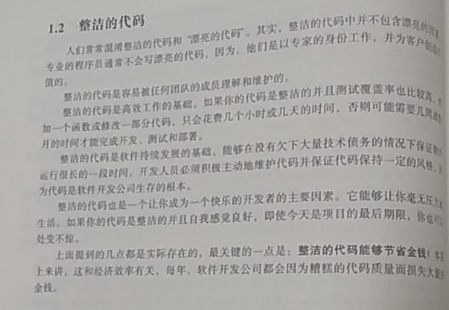 1.2 整洁的代码
人们常常混淆整洁的代码和“漂亮的代码”。其实，整洁的代码中并不包含漂亮的
专业的程序员通常不会写漂亮的代码，因为，他们是以专家的身份工作，并为客户创造
值的。
整洁的代码是容易被任何团队的成员理解和维护的。
整洁的代码是高效工作的基础。如果你的代码是整洁的并且测试覆盖率也比较高，
加一个函数或修改一部分代码，只会花费几个小时或几天的时间，否则可能需要几周
月的时间才能完成开发、测试和部署。
整洁的代码是软件持续发展的基础，能够在没有欠下大量技术债务的情况下保证
运行很长的一段时间。开发人员必须积极主动地维护代码并保证代码保持一定的风格，
为代码是软件开发公司生存的根本。
整洁的代码也是一个让你成为一个快乐的开发者的主要因素。它能够让你毫无压力
生活。如果你的代码是整洁的并且自我感觉良好，即使今天是项目的最后期限，你也
处变不惊。
上面提到的几点都是实际存在的，最关键的一点是：整洁的代码能够节省金钱！
上来讲，这和经济效率有关，每年，软件开发公司都会因为糟糕的代码质量而损失大量
金钱。